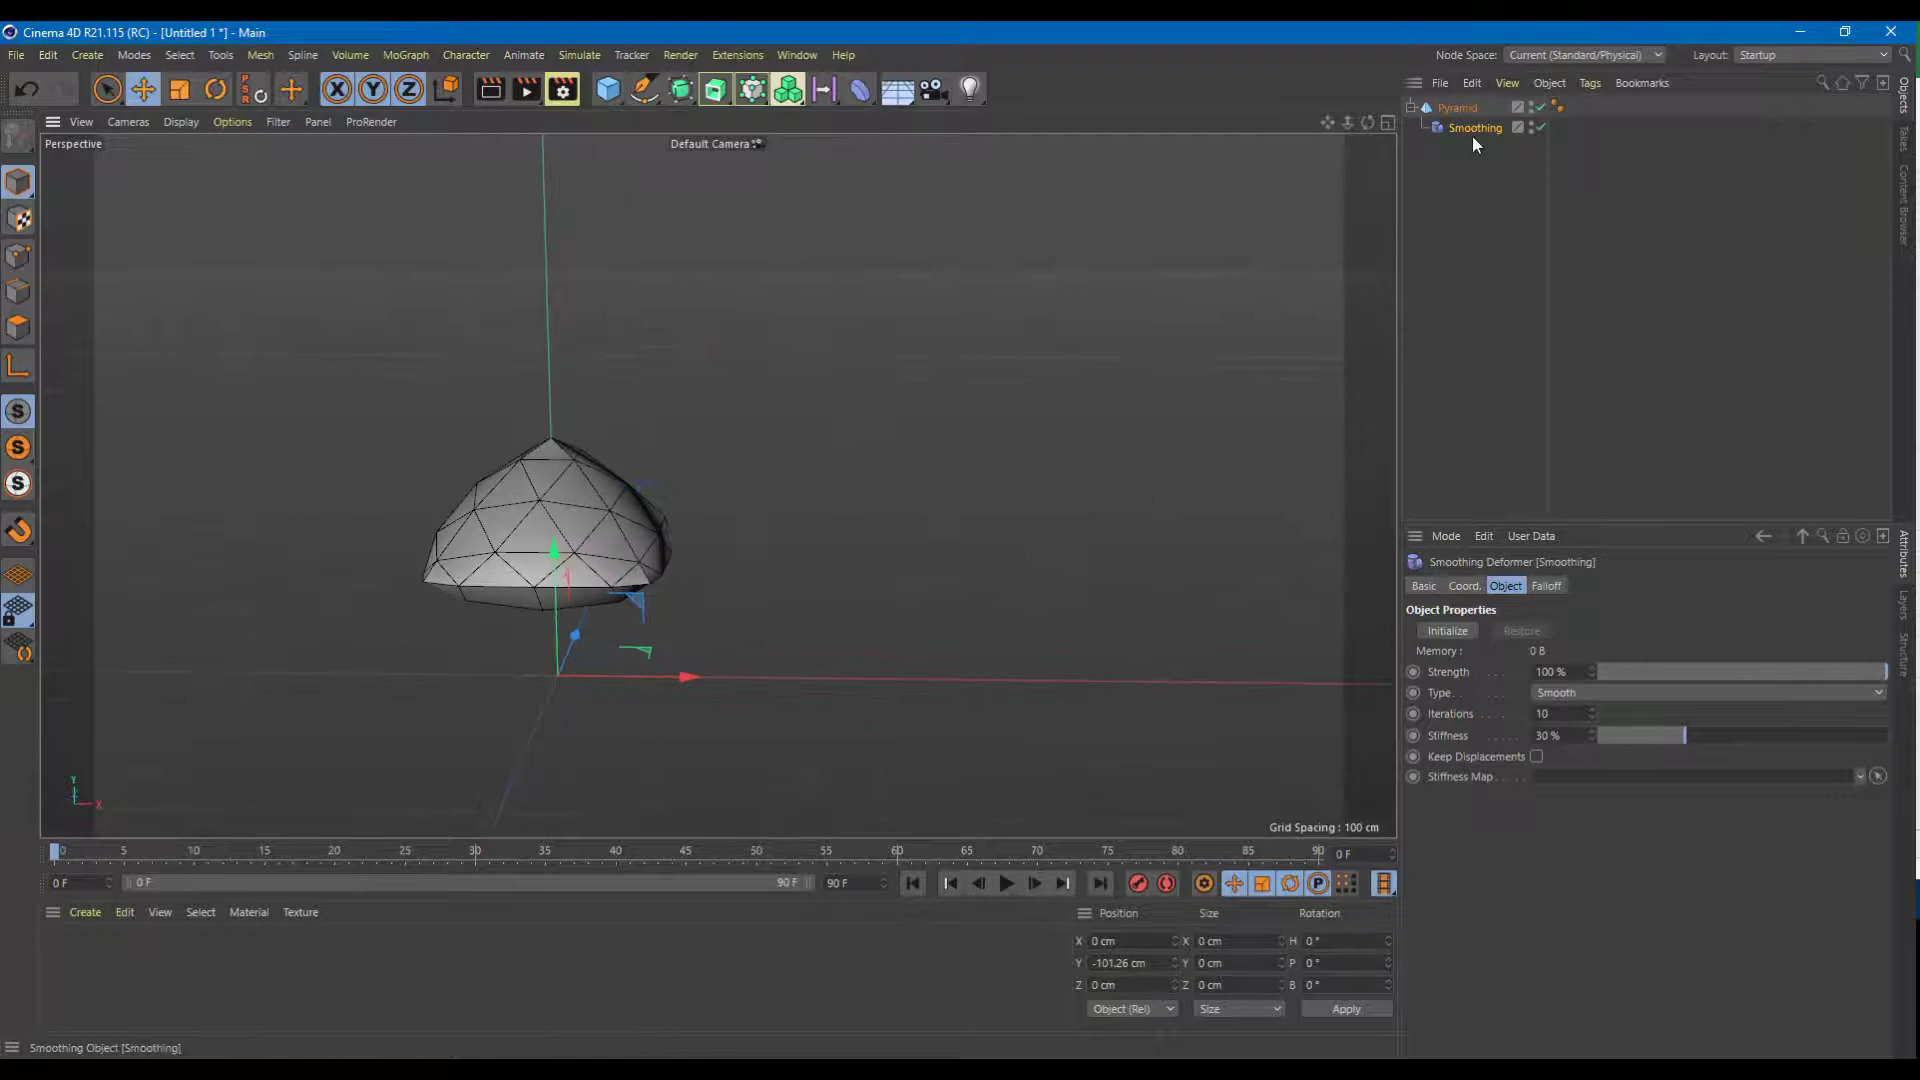 Cinema 4D R21.115 (RC) - [Untitled 1 *] - Main
File Edit Create Modes Select Tools Mesh Spline Volume MoGraph Character Animate Simulate Tracker Render Extensions Window Help
Node Space: Current (Standard/Physical) Layout: Startup
File Edit View Object Tags Bookmarks
Pyramid
Smoothing
Objects
Takes
Content Browser
View Cameras Display Options Filter Panel ProRender
Perspective
Default Camera
Y
X
Grid Spacing : 100 cm
Mode Edit User Data
Smoothing Deformer [Smoothing]
Basic Coord. Object Falloff
Object Properties
Initialize Restore
Memory : 0 B
Strength . . . 100 %
Type . . . . Smooth
Iterations . . . 10
Stiffness . . . . . 30 %
Keep Displacements
Stiffness Map . . .
Attributes
Layers
Structure
0 5 10 15 20 25 30 35 40 45 50 55 60 65 70 75 80 85 90 0 F
0 F 0 F 90 F 90 F
Create Edit View Select Material Texture
Position Size Rotation
X 0 cm X 0 cm H 0 °
Y -101.26 cm Y 0 cm P 0 °
Z 0 cm Z 0 cm B 0 °
Object (Rel) Size Apply
Smoothing Object [Smoothing]